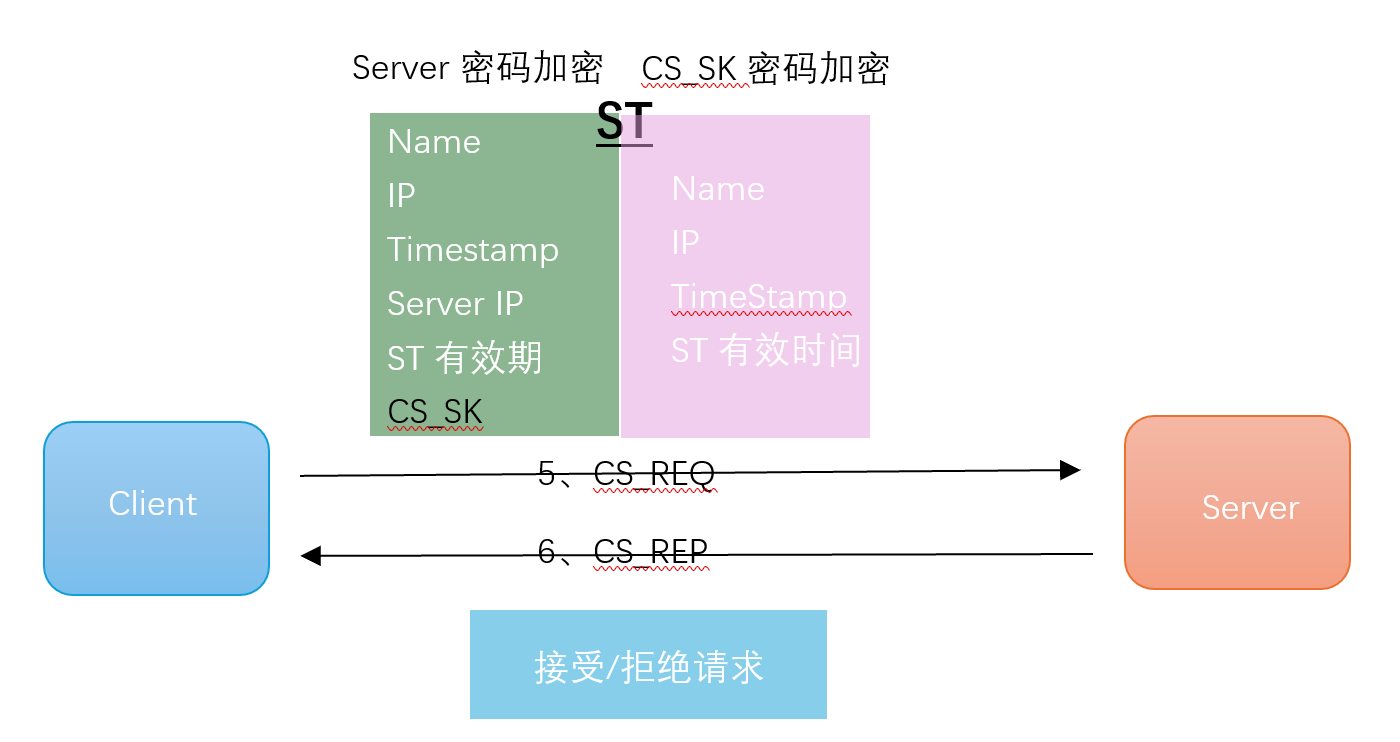 Server 密码加密
CS_SK 密码加密
ST
Name
IP
Timestamp
Server IP
ST 有效期
CS_SK
Name
IP
TimeStamp
ST 有效时间
5、CS_REQ
Client
Server
6、CS_REP
接受/拒绝请求